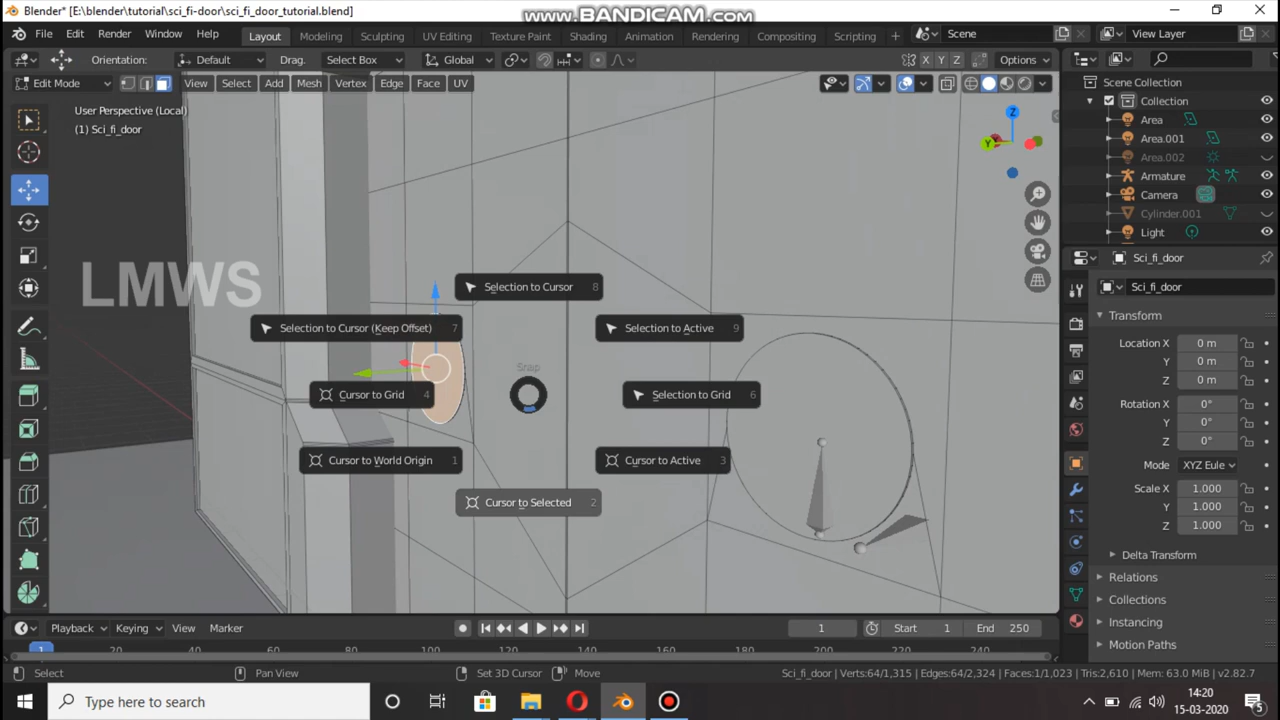 Blender* [E:\blender\tutorial\sci_fi-door\sci_fi_door_tutorial.blend]
www.BANDICAM.com
File Edit Render Window Help
Layout Modeling Sculpting UV Editing Texture Paint Shading Animation Rendering Compositing Scripting +
Scene
View Layer
Orientation: Default Drag: Select Box Global X Y Z Options
Edit Mode View Select Add Mesh Vertex Edge Face UV
User Perspective (Local)
(1) Sci_fi_door
Z
Y
LMWS
Selection to Cursor 8
Selection to Cursor (Keep Offset) 7
Selection to Active 9
Snap
Cursor to Grid 4
Selection to Grid 6
Cursor to World Origin 1
Cursor to Active 3
Cursor to Selected 2
Scene Collection
Collection
Area
Area.001
Area.002
Armature
Camera
Cylinder.001
Light
Sci_fi_door
Sci_fi_door
Transform
Location X 0 m
Y 0 m
Z 0 m
Rotation X 0°
Y 0°
Z 0°
Mode XYZ Eule
Scale X 1.000
Y 1.000
Z 1.000
Delta Transform
Relations
Collections
Instancing
Motion Paths
Playback Keying View Marker
1 Start 1 End 250
1 20 40 60 80 100 120 140 160 180 200 220 240
Select Pan View Set 3D Cursor Move
Sci_fi_door | Verts:64/1,315 | Edges:64/2,324 | Faces:1/1,023 | Tris:2,610 | Mem: 63.0 MiB | v2.82.7
Type here to search
14:20
15-03-2020
5